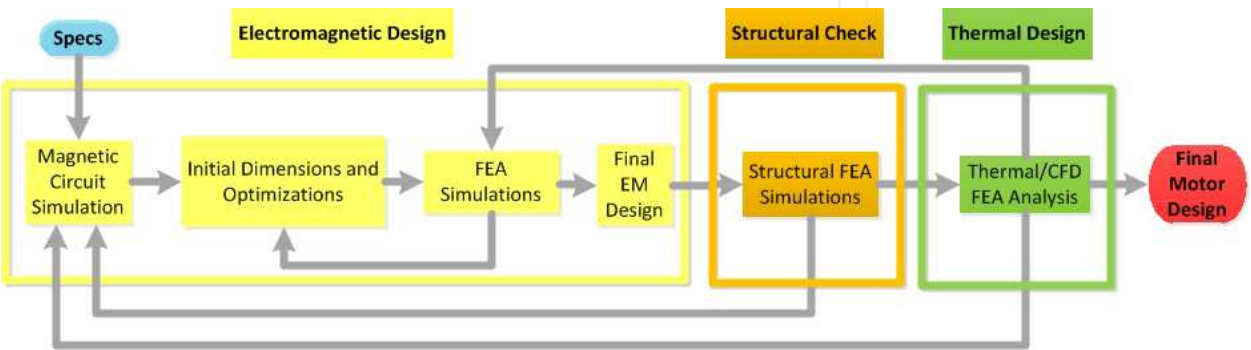 Specs
Electromagnetic Design
Structural Check
Thermal Design
Magnetic
Circuit
Simulation
Initial Dimensions and
Optimizations
FEA
Simulations
Final
EM
Design
Structural FEA
Simulations
Thermal/CFD
FEA Analysis
Final
Motor
Design